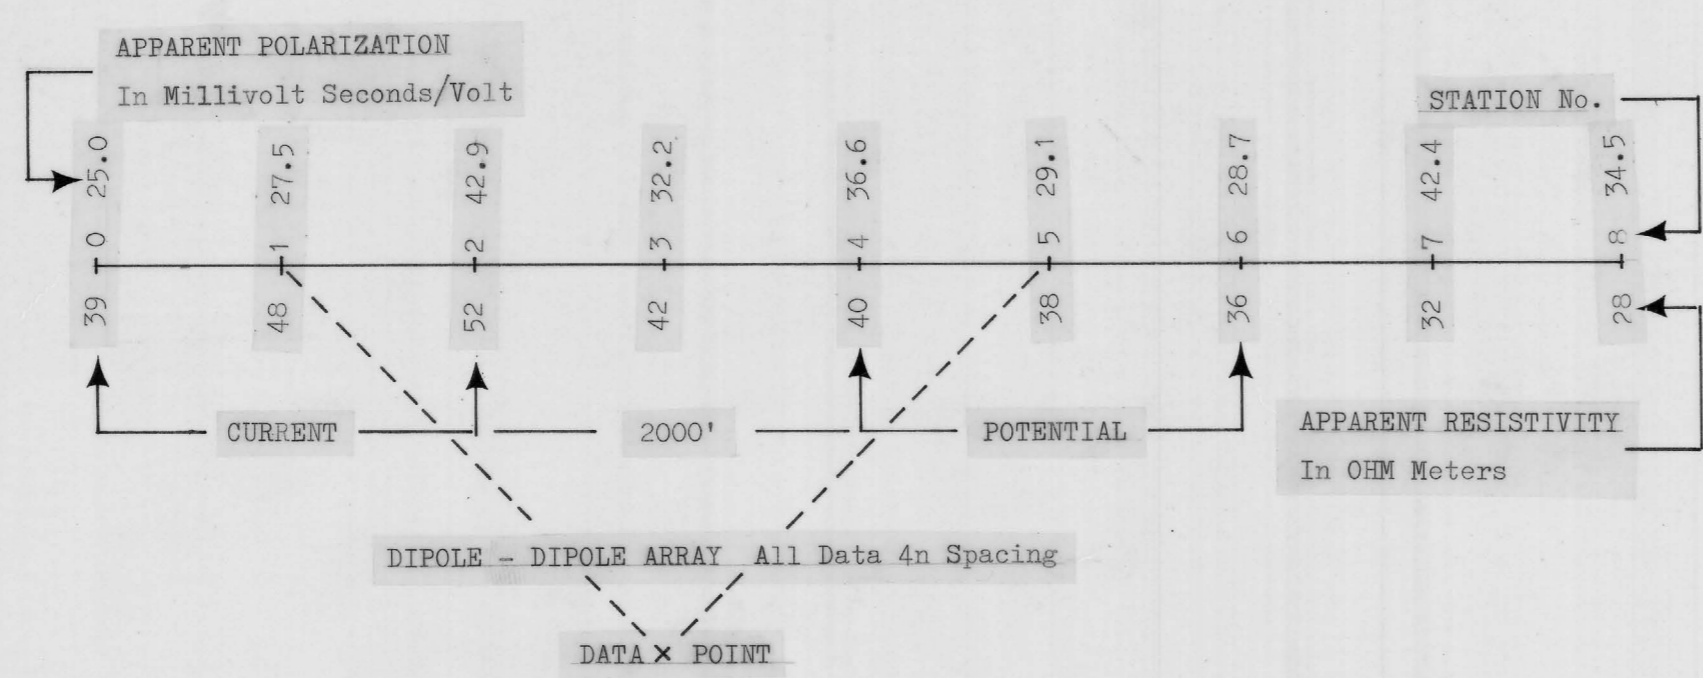 APPARENT POLARIZATION
In Millivolt Seconds/Volt
STATION No.
25.0 27.5 42.9 32.2 36.6 29.1 28.7 42.4 34.5
0 1 2 3 4 5 6 7 8
39 48 52 42 40 38 36 32 28
CURRENT 2000' POTENTIAL
APPARENT RESISTIVITY
In OHM Meters
DIPOLE - DIPOLE ARRAY All Data 4n Spacing
DATA × POINT